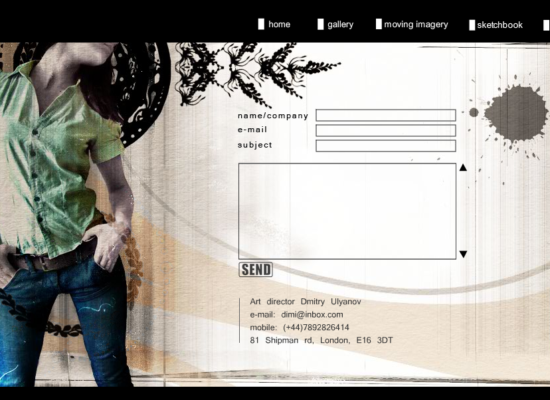 home gallery moving imagery sketchbook
name/company
e-mail
subject
SEND
Art director Dmitry Ulyanov
e-mail: dimi@inbox.com
mobile: (+44)7892826414
81 Shipman rd, London, E16 3DT